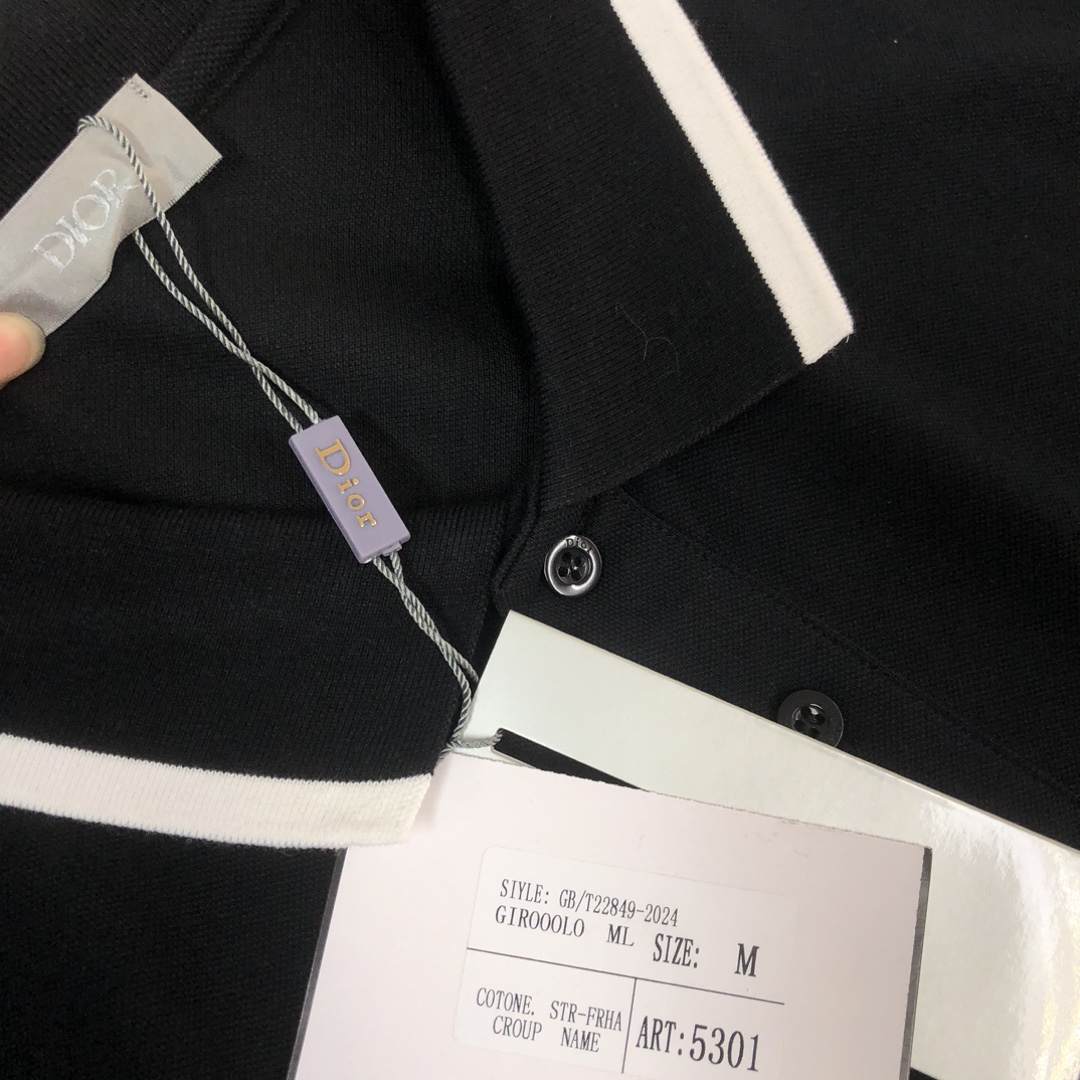 DIOR
Dior
Dior
SIYLE: GB/T22849-2024
GIROOOLO ML SIZE: M
COTONE. STR-FRHA
CROUP NAME
ART:5301